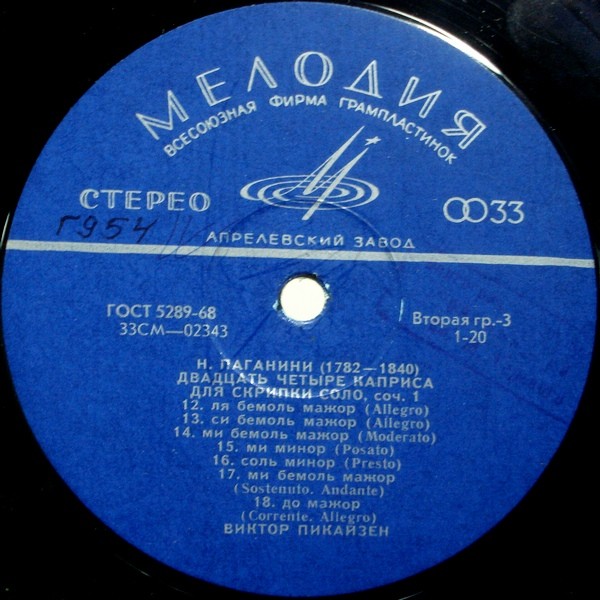 МЕЛОДИЯ
ВСЕСОЮЗНАЯ ФИРМА ГРАМПЛАСТИНОК
СТЕРЕО
33
Г954
АПРЕЛЕВСКИЙ ЗАВОД
ГОСТ 5289-68
33СМ—02343
Вторая гр.-3
1-20
Н. ПАГАНИНИ (1782—1840)
ДВАДЦАТЬ ЧЕТЫРЕ КАПРИСА
ДЛЯ СКРИПКИ СОЛО, соч. 1
12. ля бемоль мажор (Allegro)
13. си бемоль мажор (Allegro)
14. ми бемоль мажор (Moderato)
15. ми минор (Posato)
16. соль минор (Presto)
17. ми бемоль мажор
(Sostenuto. Andante)
18. до мажор
(Corrente. Allegro)
ВИКТОР ПИКАЙЗЕН